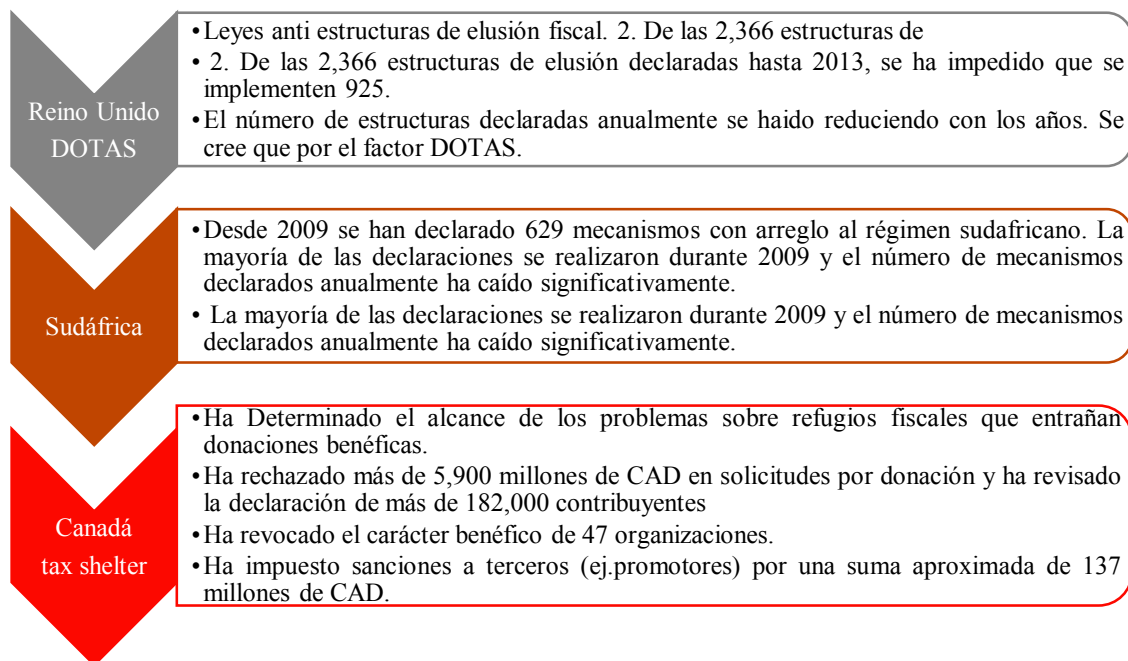 Reino Unido
DOTAS
•Leyes anti estructuras de elusión fiscal. 2. De las 2,366 estructuras de
• 2. De las 2,366 estructuras de elusión declaradas hasta 2013, se ha impedido que se
implementen 925.
•El número de estructuras declaradas anualmente se haido reduciendo con los años. Se
cree que por el factor DOTAS.
Sudáfrica
•Desde 2009 se han declarado 629 mecanismos con arreglo al régimen sudafricano. La
mayoría de las declaraciones se realizaron durante 2009 y el número de mecanismos
declarados anualmente ha caído significativamente.
• La mayoría de las declaraciones se realizaron durante 2009 y el número de mecanismos
declarados anualmente ha caído significativamente.
Canadá
tax shelter
•Ha Determinado el alcance de los problemas sobre refugios fiscales que entrañan
donaciones benéficas.
•Ha rechazado más de 5,900 millones de CAD en solicitudes por donación y ha revisado
la declaración de más de 182,000 contribuyentes
•Ha revocado el carácter benéfico de 47 organizaciones.
•Ha impuesto sanciones a terceros (ej.promotores) por una suma aproximada de 137
millones de CAD.